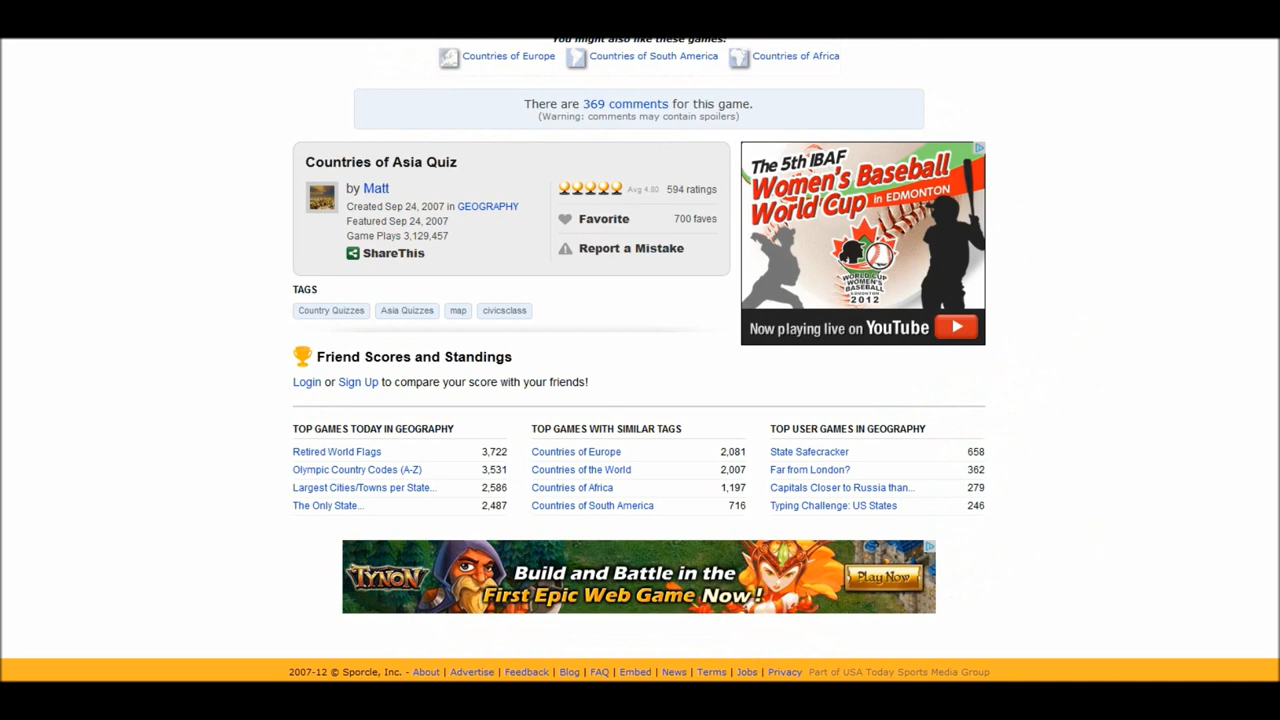 You might also like these games:
Countries of Europe Countries of South America Countries of Africa
There are 369 comments for this game.
(Warning: comments may contain spoilers)
Countries of Asia Quiz
by Matt
Created Sep 24, 2007 in GEOGRAPHY
Featured Sep 24, 2007
Game Plays 3,129,457
ShareThis
Avg 4.80 594 ratings
Favorite 700 faves
Report a Mistake
The 5th IBAF
Women's Baseball
World Cup in EDMONTON
WORLD CUP
WOMEN'S
BASEBALL
EDMONTON
2012
Now playing live on YouTube
TAGS
Country Quizzes Asia Quizzes map civicsclass
Friend Scores and Standings
Login or Sign Up to compare your score with your friends!
TOP GAMES TODAY IN GEOGRAPHY
Retired World Flags 3,722
Olympic Country Codes (A-Z) 3,531
Largest Cities/Towns per State... 2,586
The Only State... 2,487
TOP GAMES WITH SIMILAR TAGS
Countries of Europe 2,081
Countries of the World 2,007
Countries of Africa 1,197
Countries of South America 716
TOP USER GAMES IN GEOGRAPHY
State Safecracker 658
Far from London? 362
Capitals Closer to Russia than... 279
Typing Challenge: US States 246
TYNON
Build and Battle in the
First Epic Web Game Now!
Play Now
2007-12 © Sporcle, Inc. - About | Advertise | Feedback | Blog | FAQ | Embed | News | Terms | Jobs | Privacy Part of USA Today Sports Media Group